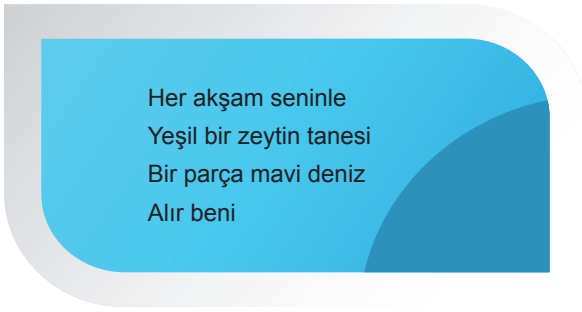 Her akşam seninle
Yeşil bir zeytin tanesi
Bir parça mavi deniz
Alır beni